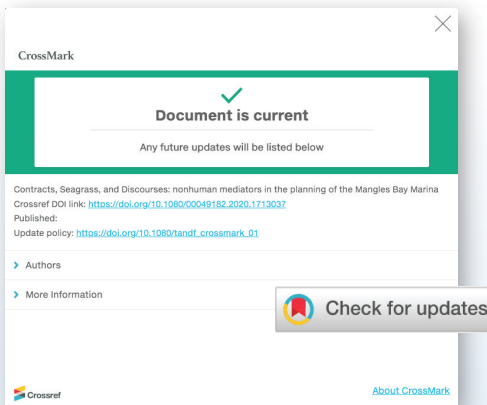 CrossMark
Document is current
Any future updates will be listed below
Contracts, Seagrass, and Discourses: nonhuman mediators in the planning of the Mangles Bay Marina
Crossref DOI link: https://doi.org/10.1080/00049182.2020.1713037
Published:
Update policy: https://doi.org/10.1080/tandf_crossmark_01
Authors
More Information
Check for updates
Crossref
About CrossMark